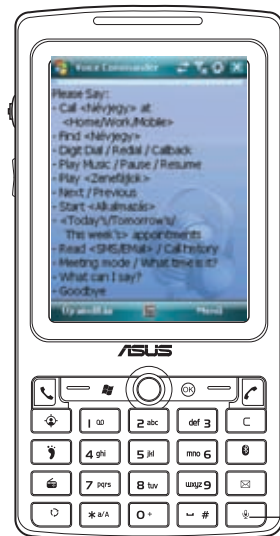 Voice Commander
Please Say:
- Call <Névjegy> at
<Home/Work/Mobile>
- Find <Névjegy>
- Digit Dial / Redial / Callback
- Play Music / Pause / Resume
- Play <Zenefájlok>
- Next / Previous
- Start <Alkalmazás>
- <Today's/Tomorrow's/
This week's> appointments
- Read <SMS/EMail> / Call history
- Meeting mode / What time is it?
- What can I say?
- Goodbye
Újraindítás Menü
ASUS
OK
1 2 abc def 3 C
4 ghi 5 jkl mno 6
7 pqrs 8 tuv wxyz 9
* a/A 0 + #